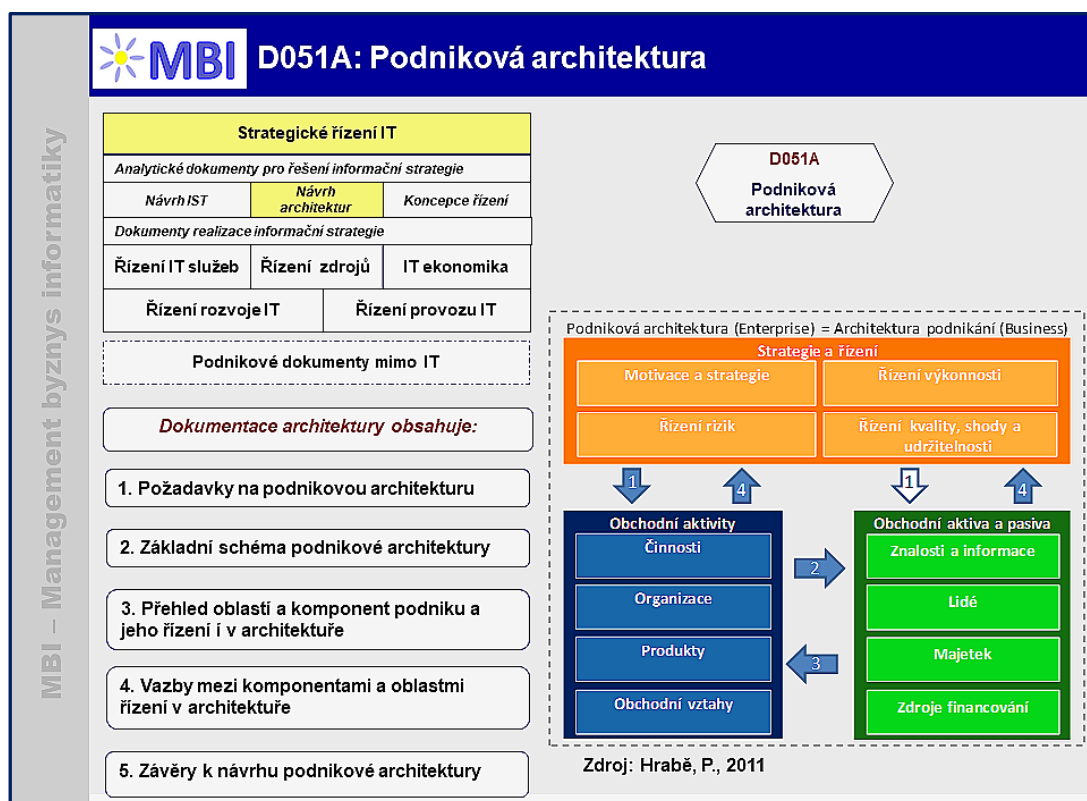 MBI – Management byznys informatiky
MBI
D051A: Podniková architektura
Strategické řízení IT
Analytické dokumenty pro řešení informační strategie
Návrh IST
Návrh
architektur
Koncepce řízení
Dokumenty realizace informační strategie
Řízení IT služeb
Řízení zdrojů
IT ekonomika
Řízení rozvoje IT
Řízení provozu IT
Podnikové dokumenty mimo IT
Dokumentace architektury obsahuje:
1. Požadavky na podnikovou architekturu
2. Základní schéma podnikové architektury
3. Přehled oblastí a komponent podniku a
jeho řízení í v architektuře
4. Vazby mezi komponentami a oblastmi
řízení v architektuře
5. Závěry k návrhu podnikové architektury
D051A
Podniková
architektura
Podniková architektura (Enterprise) = Architektura podnikání (Business)
Strategie a řízení
Motivace a strategie
Řízení výkonnosti
Řízení rizik
Řízení kvality, shody a
udržitelnosti
1
4
1
4
Obchodní aktivity
Činnosti
Organizace
Produkty
Obchodní vztahy
2
3
Obchodní aktiva a pasiva
Znalosti a informace
Lidé
Majetek
Zdroje financování
Zdroj: Hrabě, P., 2011